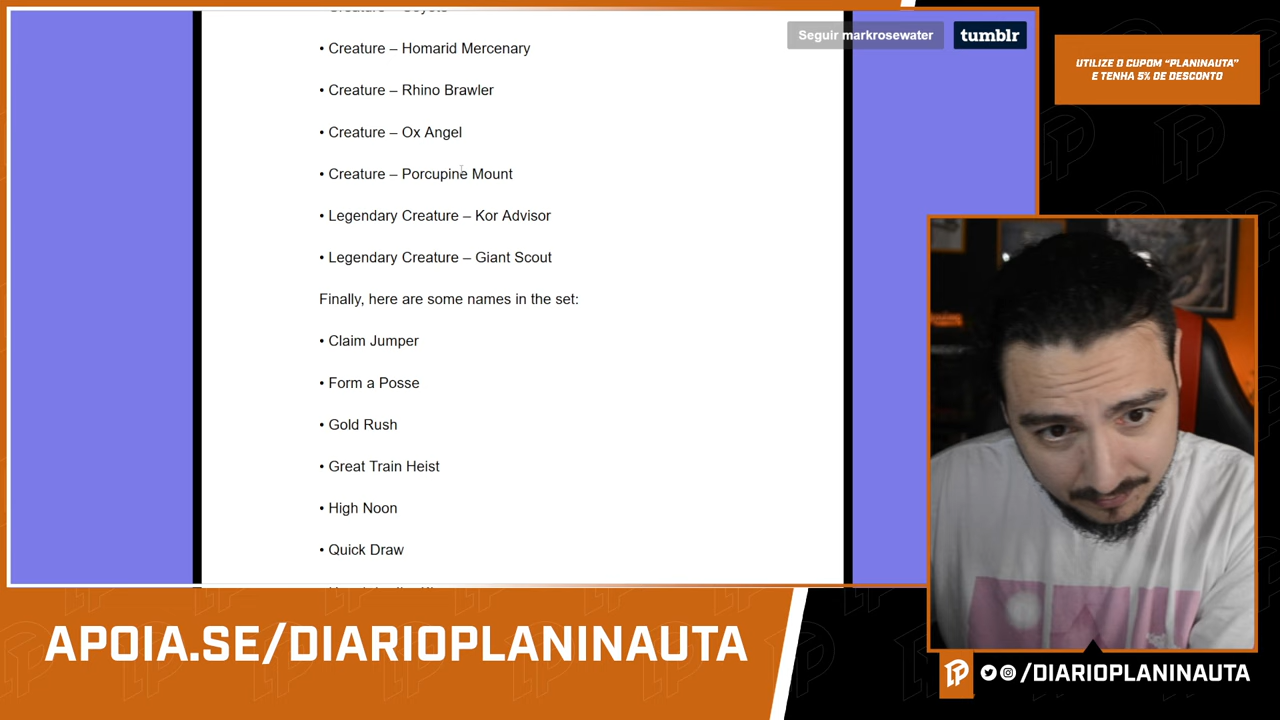 • Creature – Homarid Mercenary
• Creature – Rhino Brawler
• Creature – Ox Angel
• Creature – Porcupine Mount
• Legendary Creature – Kor Advisor
• Legendary Creature – Giant Scout
Finally, here are some names in the set:
• Claim Jumper
• Form a Posse
• Gold Rush
• Great Train Heist
• High Noon
• Quick Draw
Seguir markrosewater
tumblr
UTILIZE O CUPOM “PLANINAUTA”
E TENHA 5% DE DESCONTO
APOIA.SE/DIARIOPLANINAUTA
/DIARIOPLANINAUTA